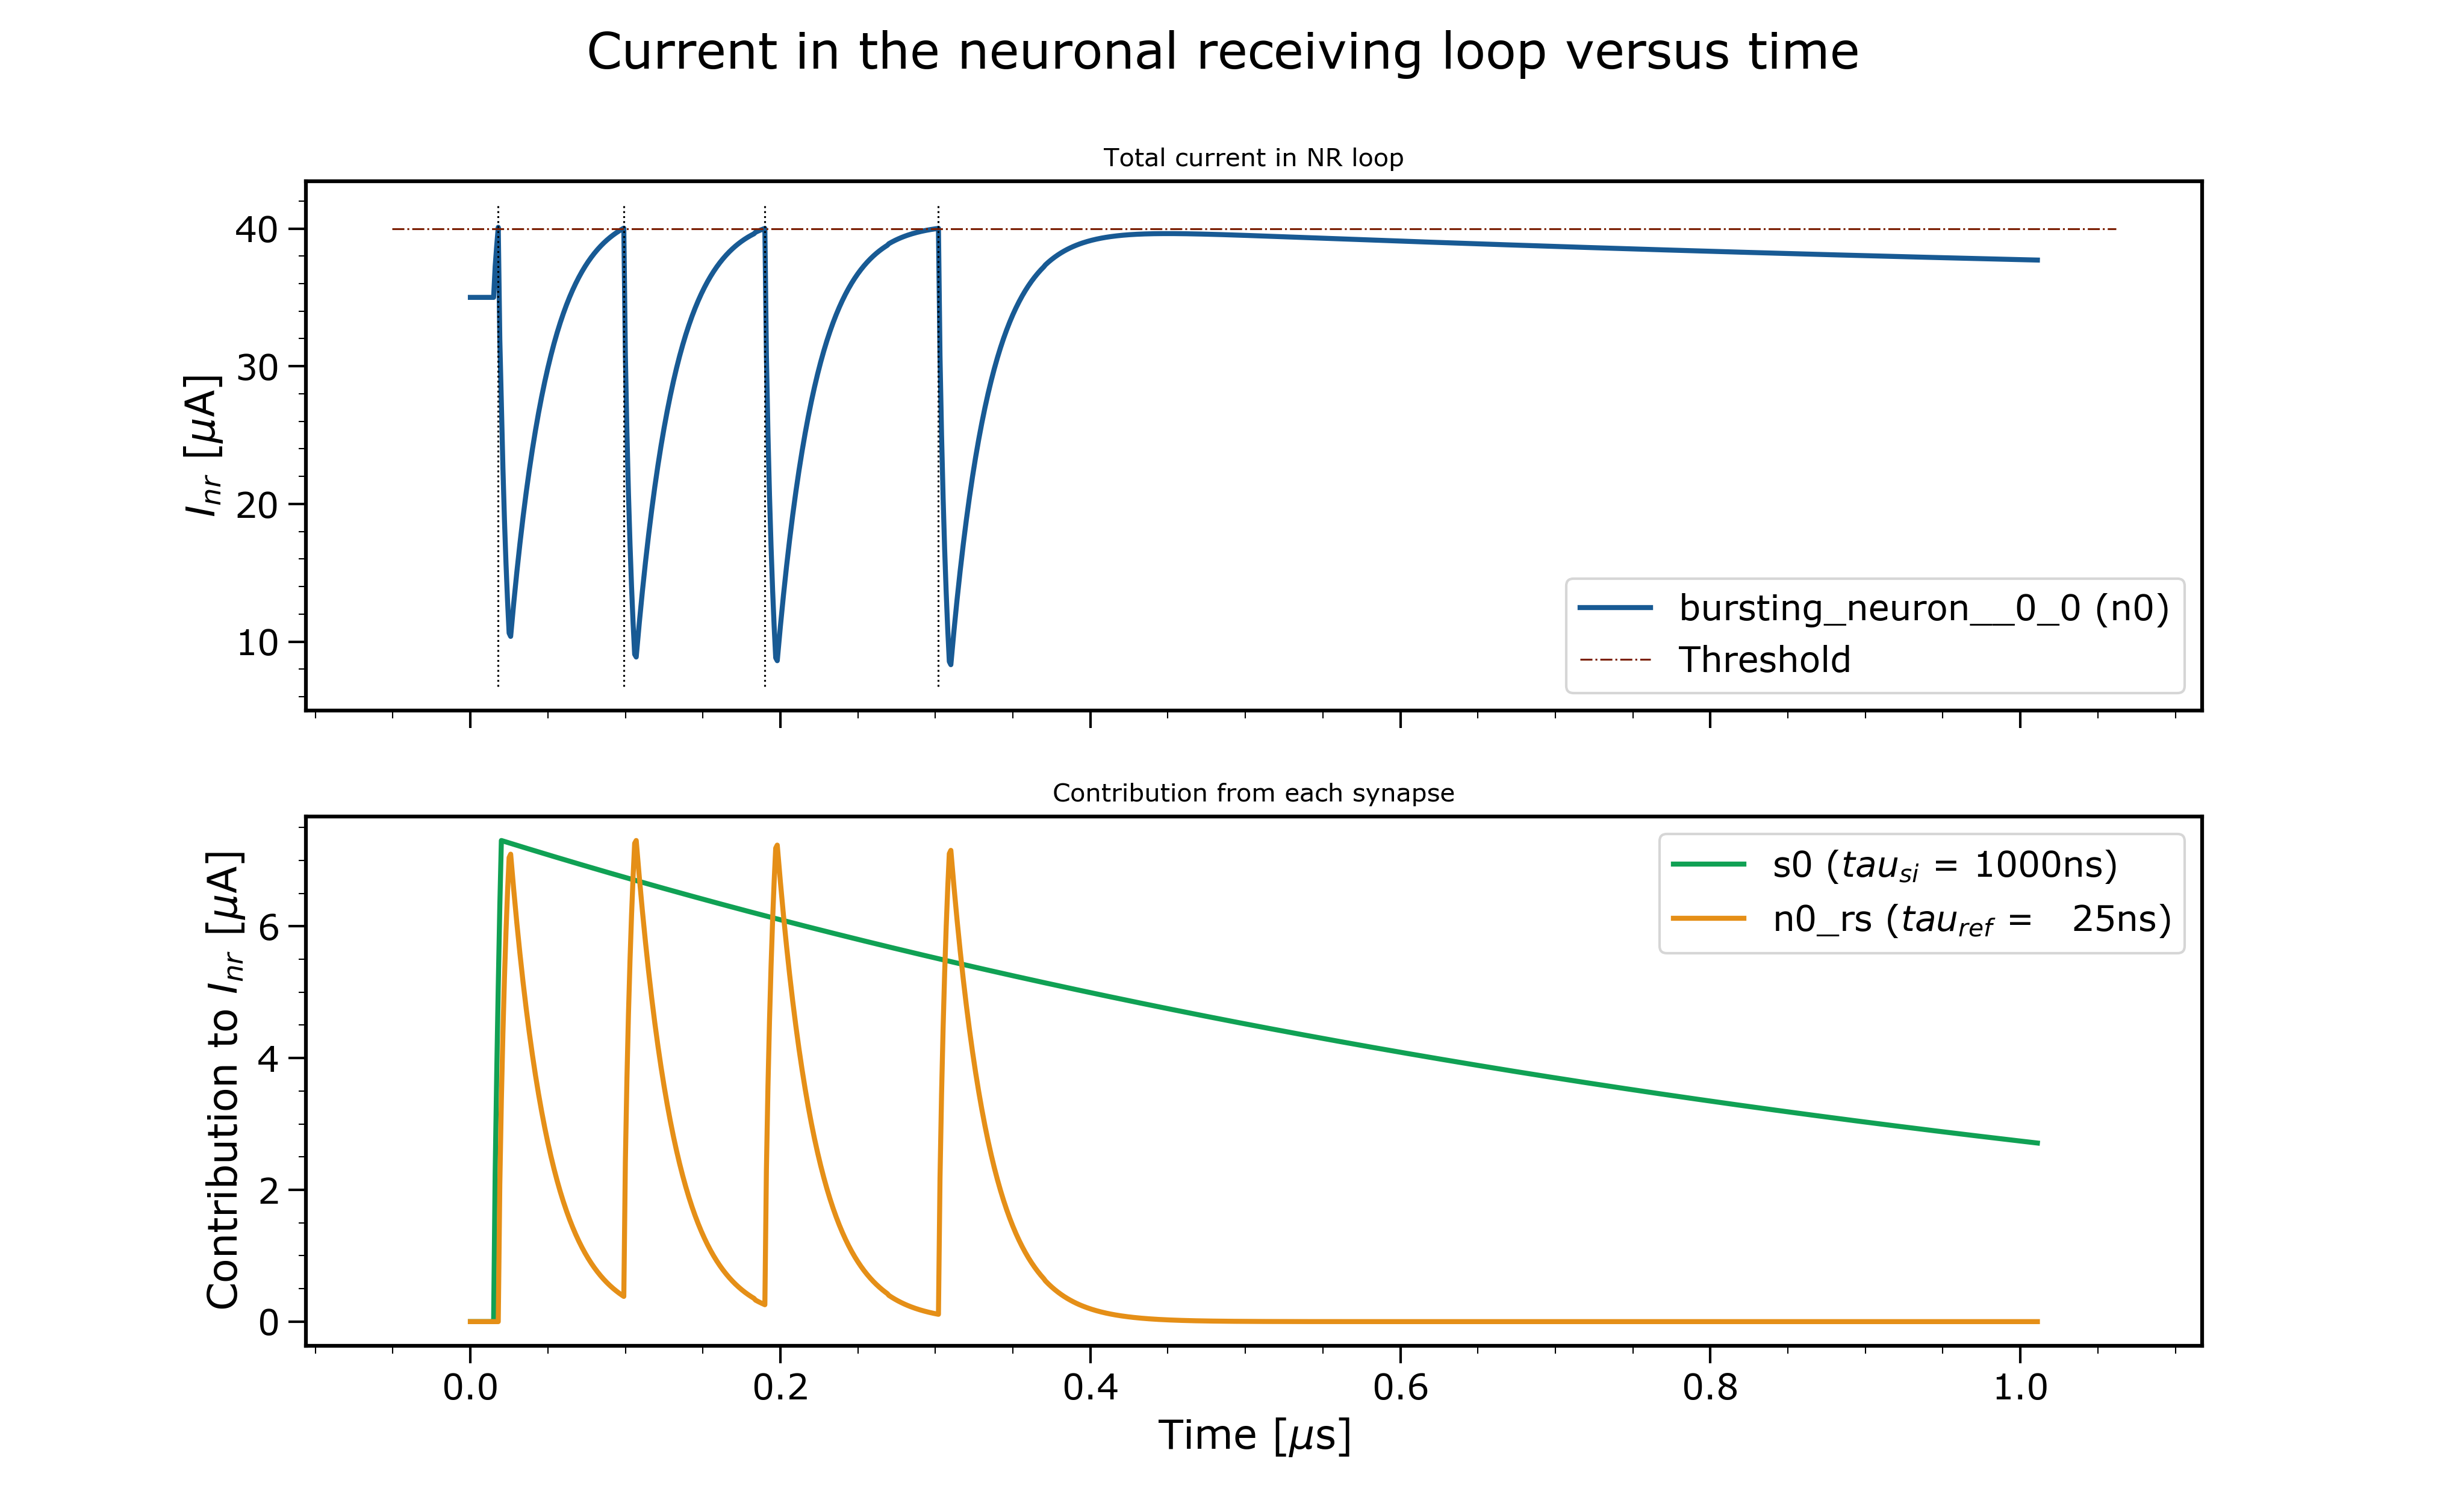 Current in the neuronal receiving loop versus time
Total current in NR loop
40
30
20
10
I_nr [μA]
bursting_neuron__0_0 (n0)
Threshold
Contribution from each synapse
6
4
2
0
Contribution to I_nr [μA]
s0 (tau_si = 1000ns)
n0_rs (tau_ref = 25ns)
0.0 0.2 0.4 0.6 0.8 1.0
Time [μs]